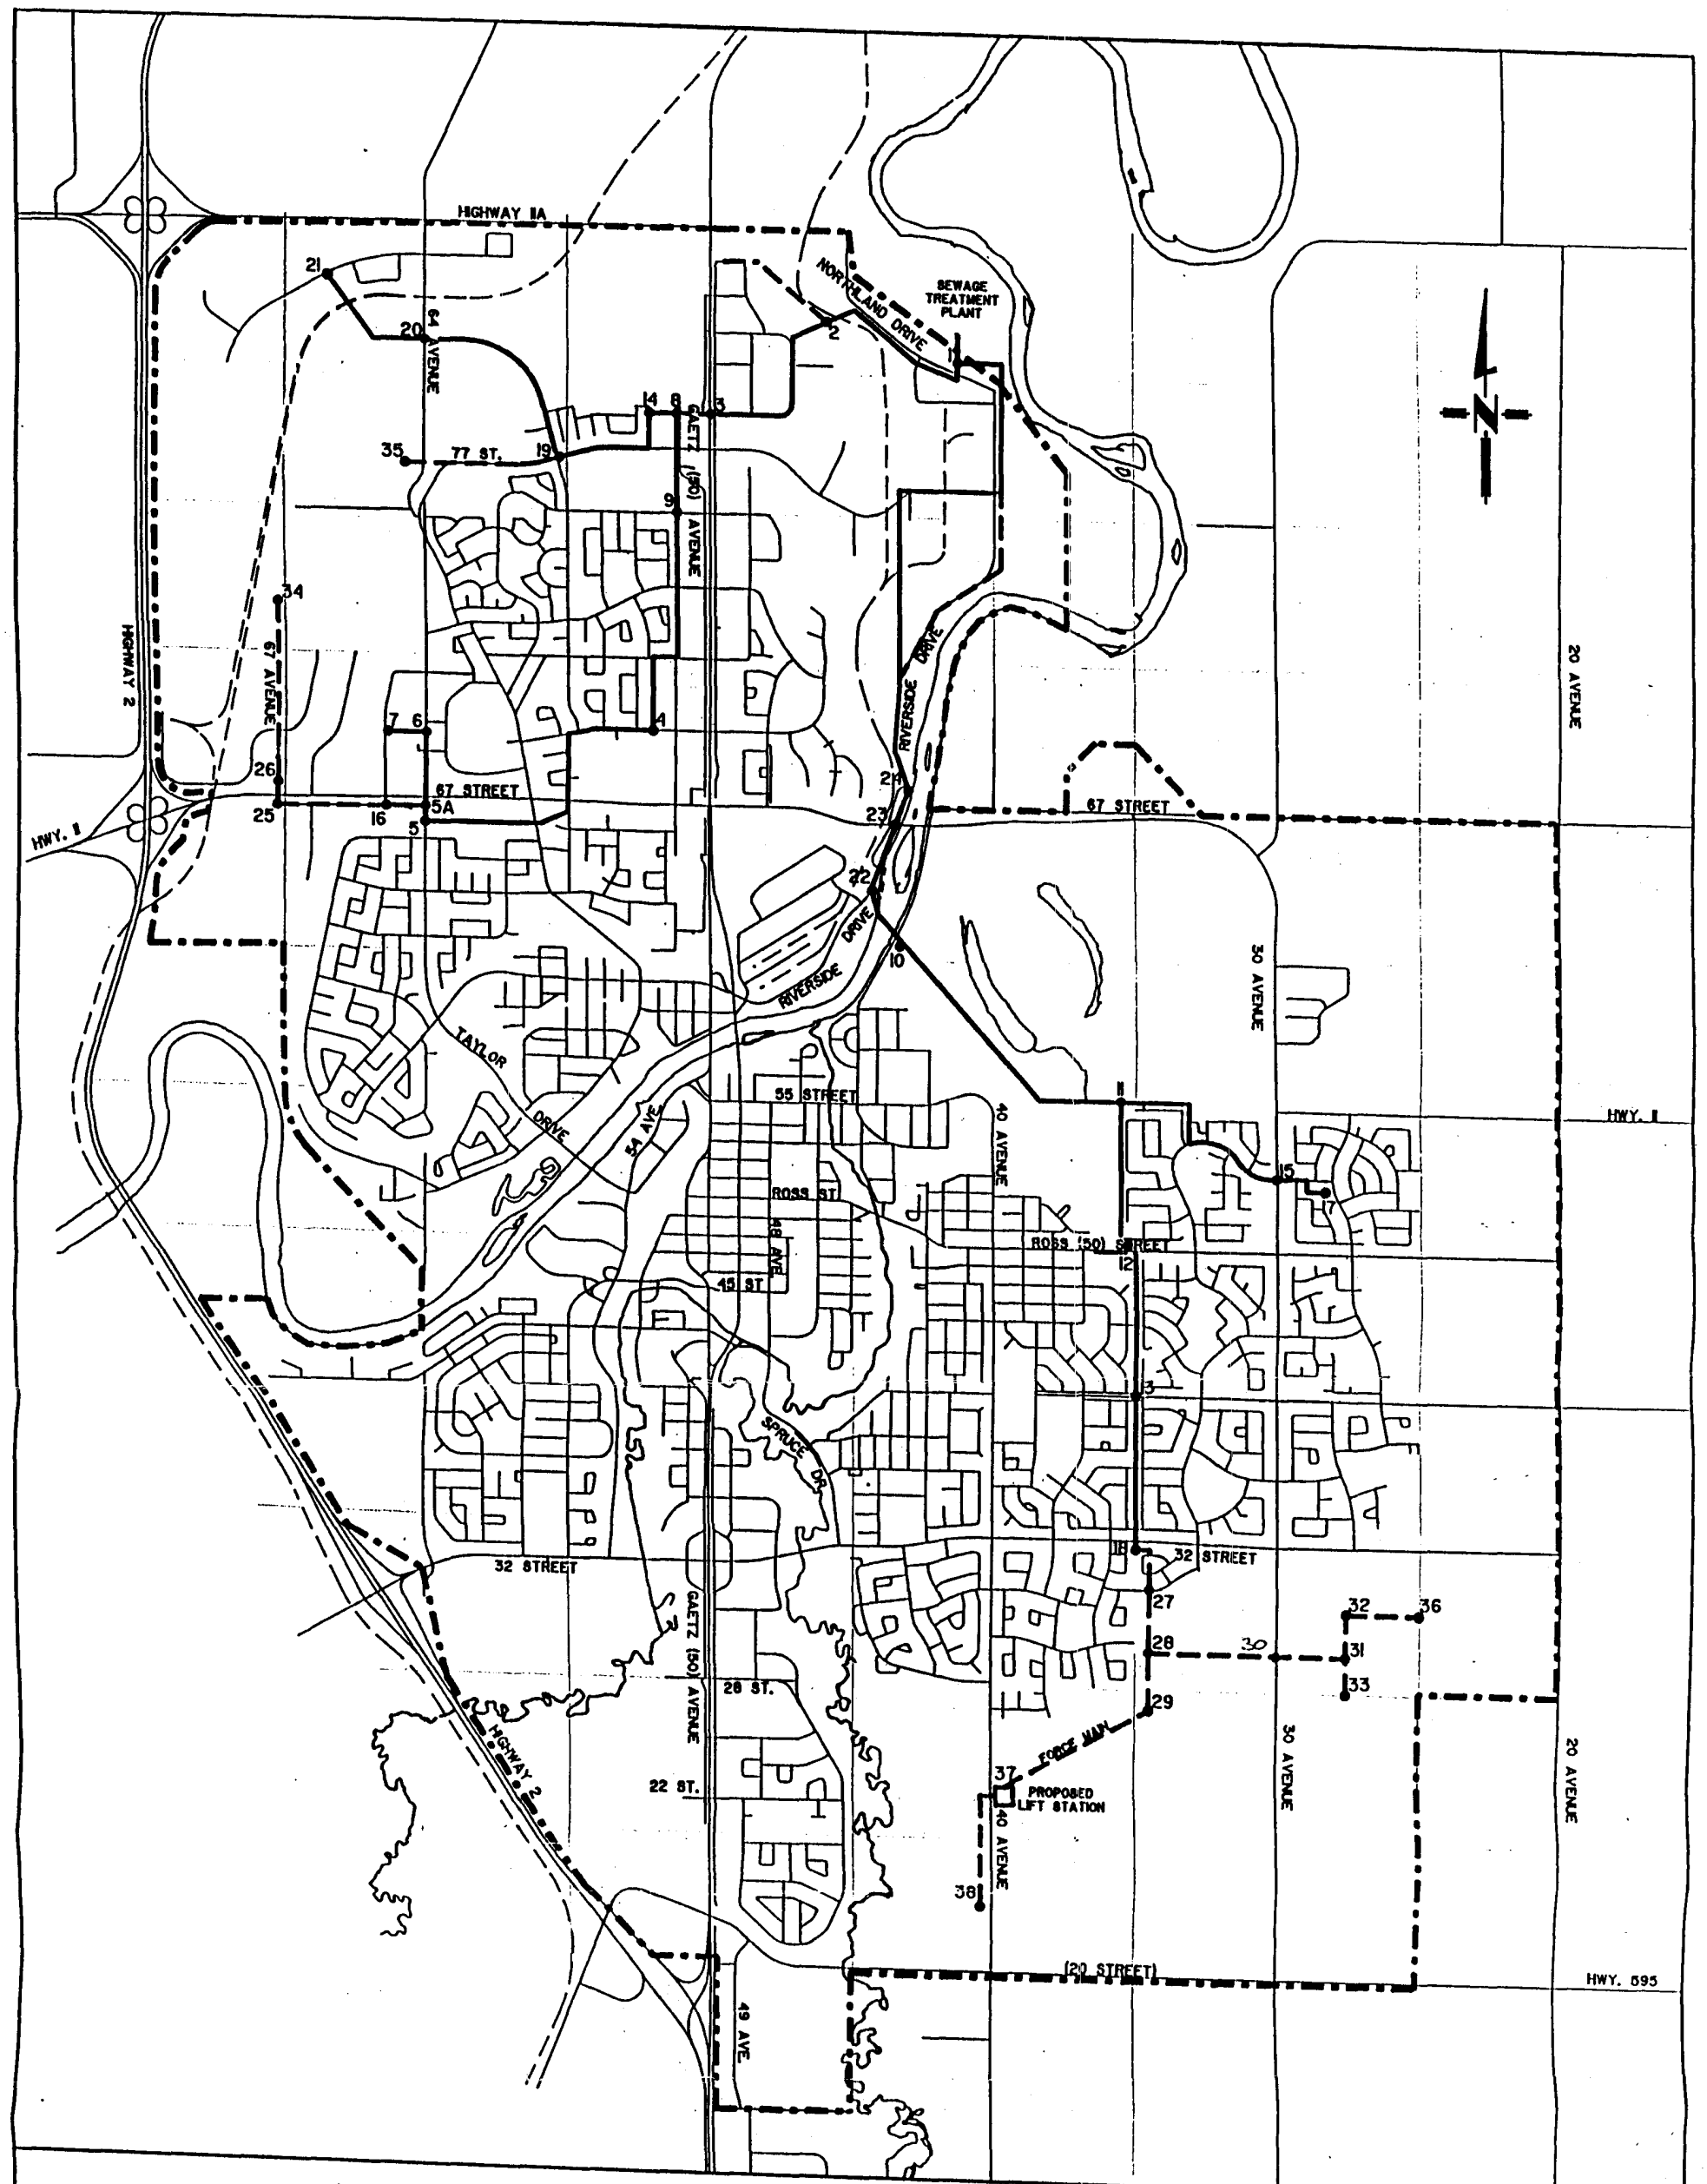 HIGHWAY 11A
21
NORTHLAND DRIVE
SEWAGE
TREATMENT
PLANT
2
20
64 AVENUE
14
8
3
GAETZ (50) AVENUE
N
35
77 ST.
19
9
34
67 AVENUE
HIGHWAY 2
20 AVENUE
RIVERSIDE DRIVE
7
6
4
26
24
25
16
67 STREET
5A
5
23
67 STREET
HWY. 11
22
RIVERSIDE DRIVE
10
30 AVENUE
TAYLOR DRIVE
54 AVE
55 STREET
40 AVENUE
11
HWY. 11
15
17
ROSS ST.
48 AVE.
ROSS (50) STREET
12
45 ST
13
SPRUCE DR
32 STREET
18
32 STREET
27
32
36
GAETZ (50) AVENUE
28
30
31
28 ST.
33
29
FORCE MAIN
HIGHWAY 2
22 ST.
37
PROPOSED
LIFT STATION
40 AVENUE
30 AVENUE
20 AVENUE
38
(20 STREET)
HWY. 595
49 AVE.